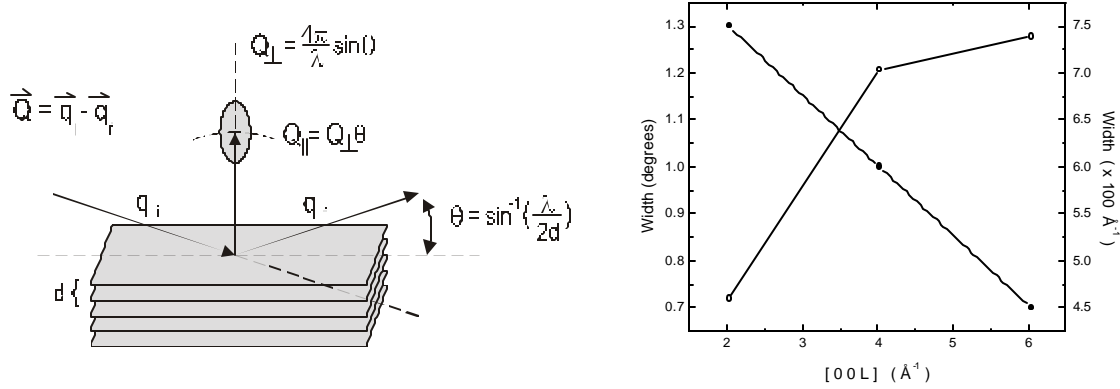 Q⊥ = 4π/λ sin()
Q = q - q
Q|| = Q⊥θ
q i
q
θ = sin⁻¹(λ/2d)
d {
Width (degrees)
1.3
1.2
1.1
1.0
0.9
0.8
0.7
7.5
7.0
6.5
6.0
5.5
5.0
4.5
Width (x 100 Å⁻¹)
2 3 4 5 6
[00L] (Å⁻¹)